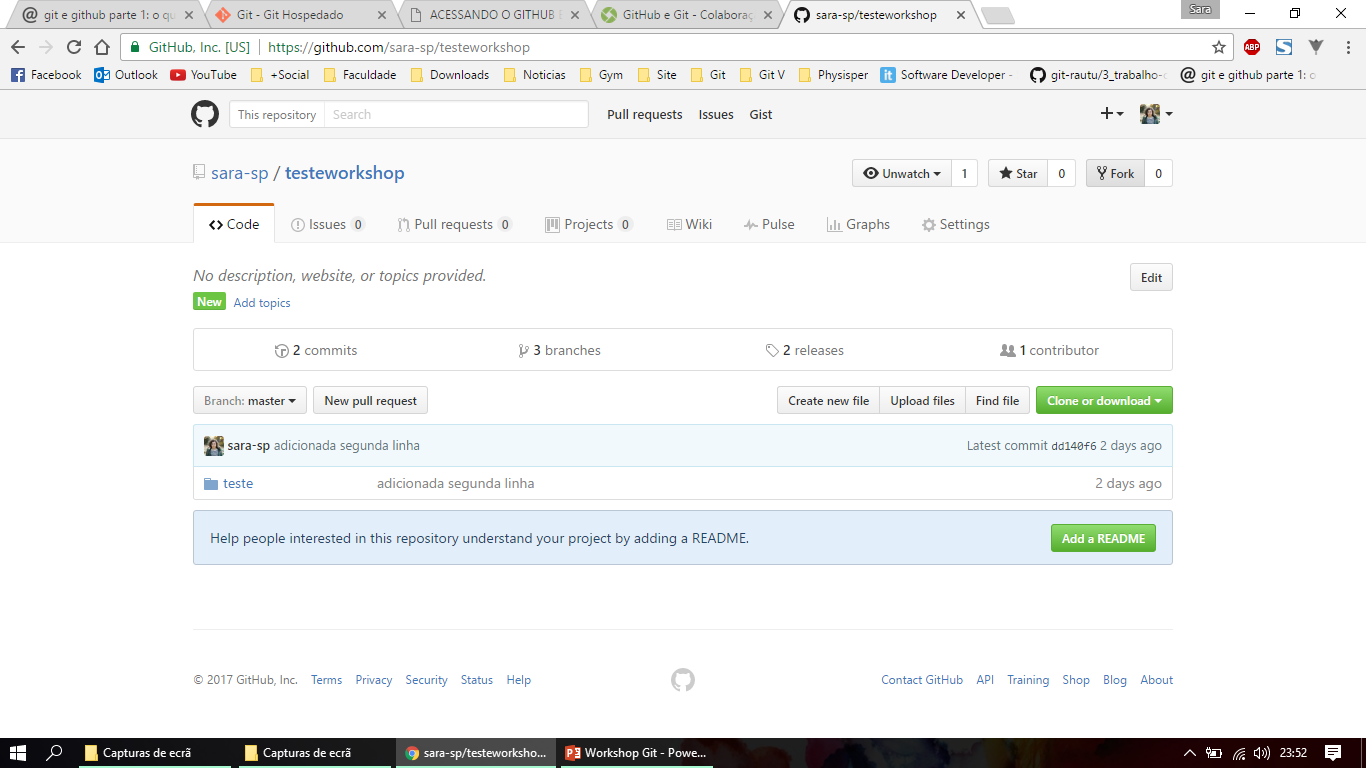 git e github parte 1: o qu
Git - Git Hospedado
ACESSANDO O GITHUB E
GitHub e Git - Colaboraç
sara-sp/testeworkshop
Sara
GitHub, Inc. [US] https://github.com/sara-sp/testeworkshop
ABP
Facebook Outlook YouTube +Social Faculdade Downloads Noticias Gym Site Git Git V Physisper it Software Developer - git-rautu/3_trabalho- git e github parte 1: o
This repository Search Pull requests Issues Gist
sara-sp / testeworkshop Unwatch 1 Star 0 Fork 0
Code Issues 0 Pull requests 0 Projects 0 Wiki Pulse Graphs Settings
No description, website, or topics provided. Edit
New Add topics
2 commits 3 branches 2 releases 1 contributor
Branch: master New pull request Create new file Upload files Find file Clone or download
sara-sp adicionada segunda linha Latest commit dd140f6 2 days ago
teste adicionada segunda linha 2 days ago
Help people interested in this repository understand your project by adding a README. Add a README
© 2017 GitHub, Inc. Terms Privacy Security Status Help Contact GitHub API Training Shop Blog About
Capturas de ecrã Capturas de ecrã sara-sp/testeworksho... Workshop Git - Powe... 23:52